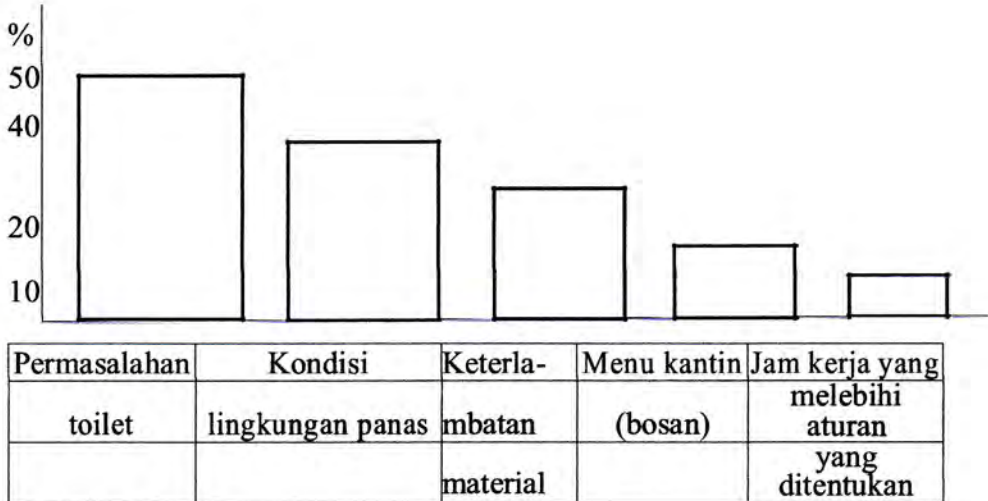 %
50
40
20
10
Permasalahan Kondisi Keterla- Menu kantin Jam kerja yang
toilet lingkungan panas mbatan (bosan) melebihi
aturan
material yang
ditentukan